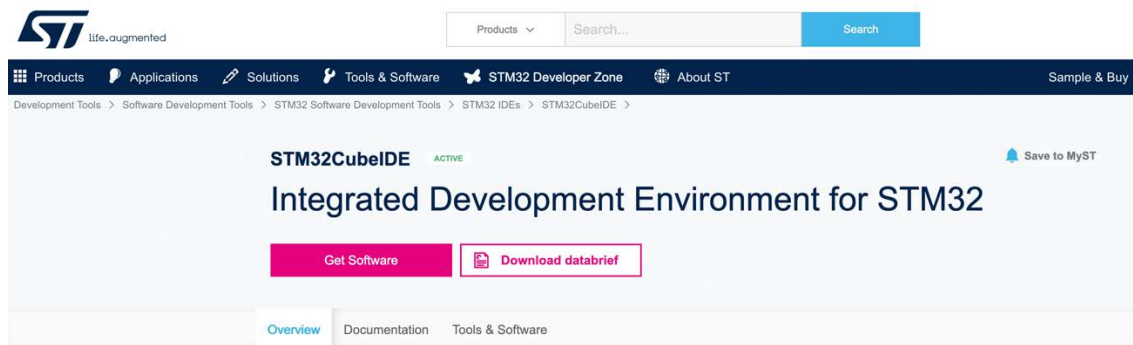 ST life.augmented
Products Search... Search
Products Applications Solutions Tools & Software STM32 Developer Zone About ST Sample & Buy
Development Tools > Software Development Tools > STM32 Software Development Tools > STM32 IDEs > STM32CubeIDE >
STM32CubeIDE ACTIVE Save to MyST
Integrated Development Environment for STM32
Get Software Download databrief
Overview Documentation Tools & Software